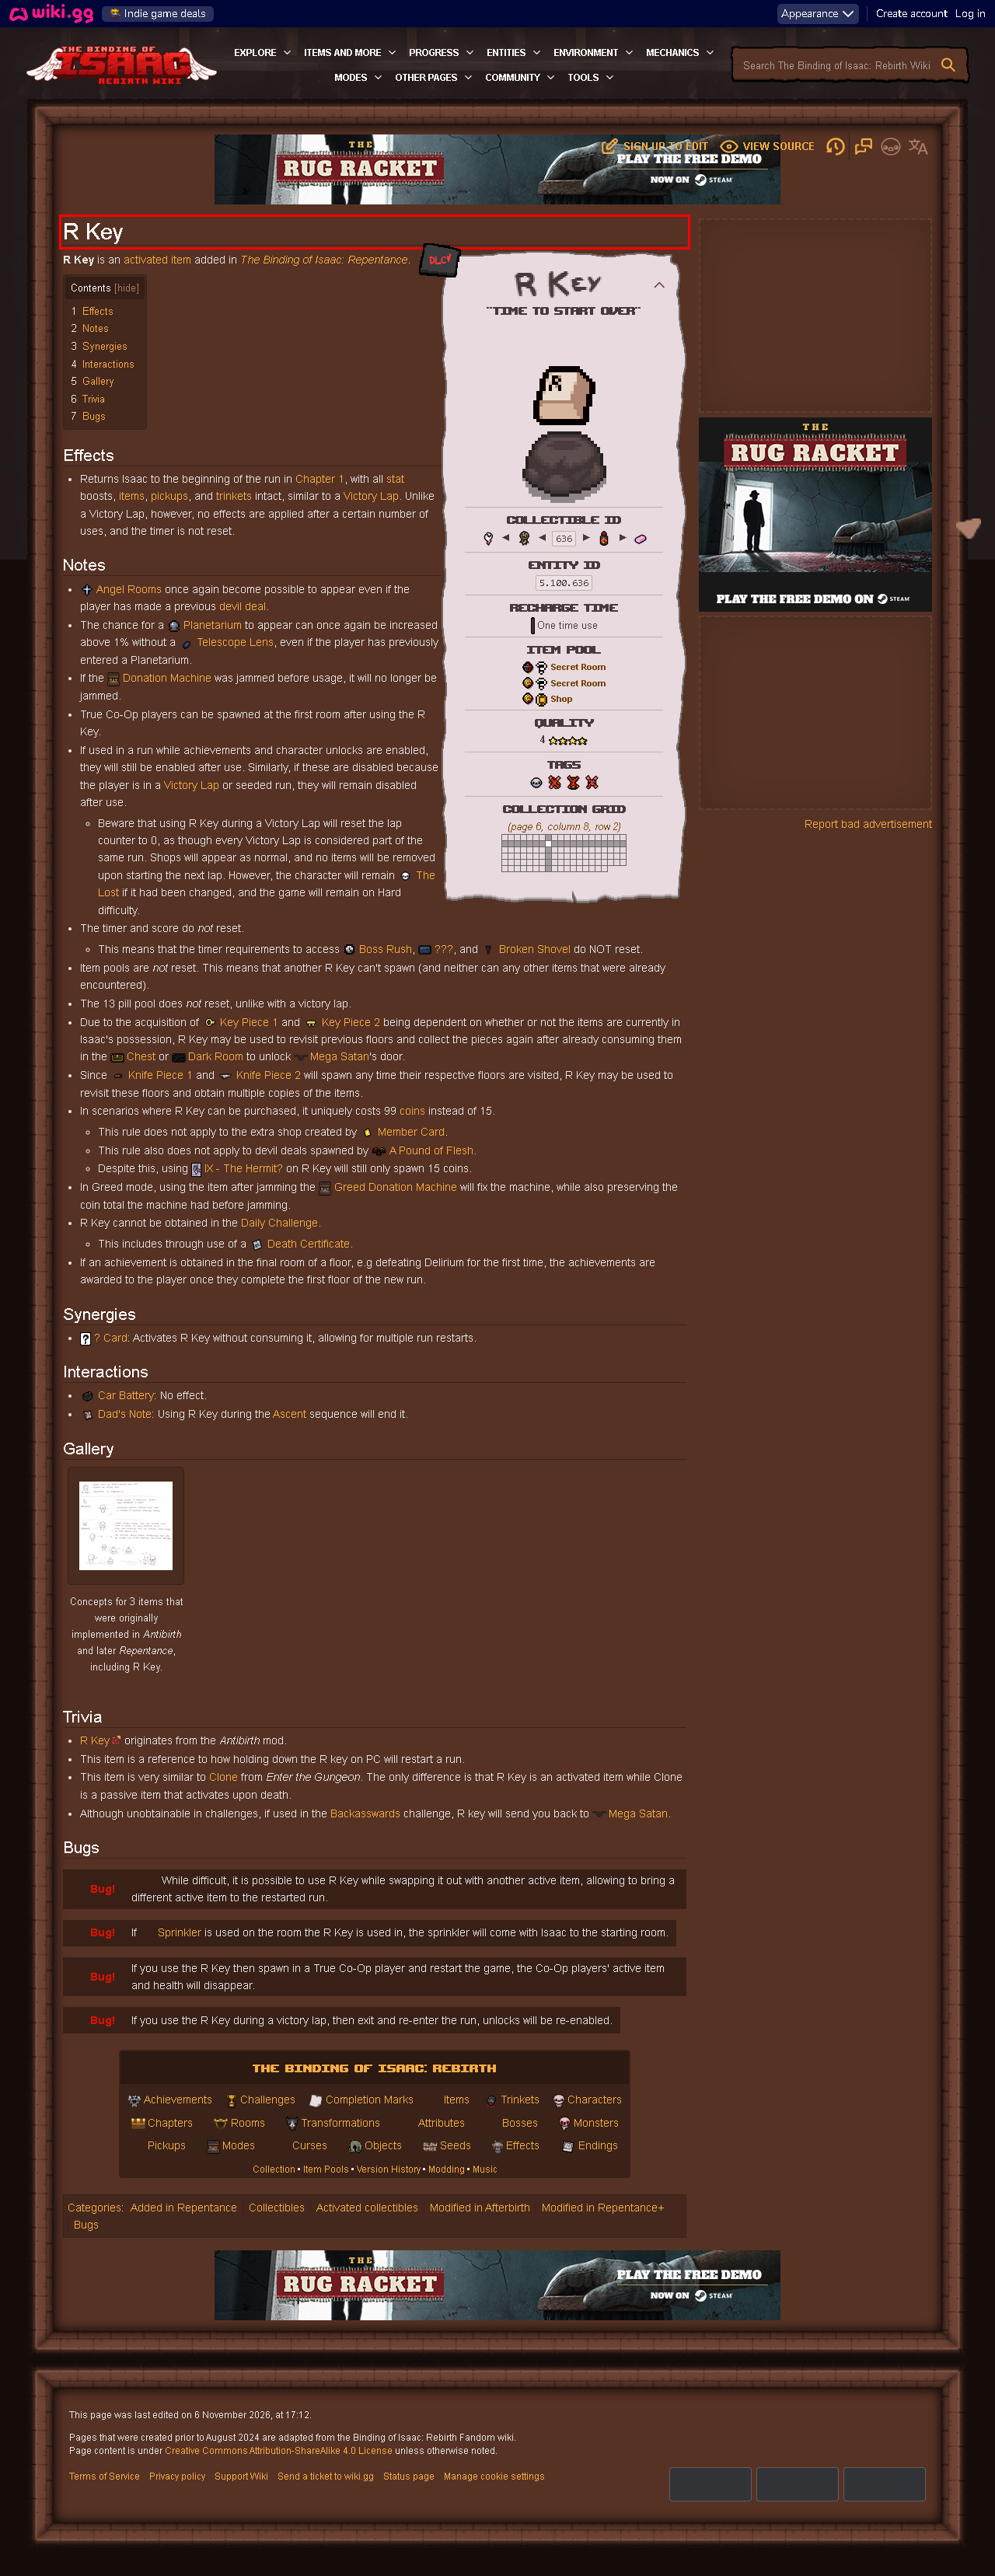 wiki.gg
Indie game deals
Appearance
Create account
Log in
THE BINDING OF
ISAAC
REBIRTH WIKI
EXPLORE
ITEMS AND MORE
PROGRESS
ENTITIES
ENVIRONMENT
MECHANICS
MODES
OTHER PAGES
COMMUNITY
TOOLS
Search The Binding of Isaac: Rebirth Wiki
THE
RUG RACKET
PLAY THE FREE DEMO
NOW ON STEAM
SIGN UP TO EDIT
VIEW SOURCE
R Key
R Key is an activated item added in The Binding of Isaac: Repentance.
DLC
Contents [hide]
1 Effects
2 Notes
3 Synergies
4 Interactions
5 Gallery
6 Trivia
7 Bugs
R Key
"Time to start over"
R
Collectible ID
636
Entity ID
5.100.636
Recharge time
One time use
Item Pool
Secret Room
Secret Room
Shop
Quality
4
Tags
Collection Grid
(page 6, column 8, row 2)
Effects
Returns Isaac to the beginning of the run in Chapter 1, with all stat
boosts, items, pickups, and trinkets intact, similar to a Victory Lap. Unlike
a Victory Lap, however, no effects are applied after a certain number of
uses, and the timer is not reset.
Notes
Angel Rooms once again become possible to appear even if the
player has made a previous devil deal.
The chance for a Planetarium to appear can once again be increased
above 1% without a Telescope Lens, even if the player has previously
entered a Planetarium.
If the Donation Machine was jammed before usage, it will no longer be
jammed.
True Co-Op players can be spawned at the first room after using the R
Key.
If used in a run while achievements and character unlocks are enabled,
they will still be enabled after use. Similarly, if these are disabled because
the player is in a Victory Lap or seeded run, they will remain disabled
after use.
Beware that using R Key during a Victory Lap will reset the lap
counter to 0, as though every Victory Lap is considered part of the
same run. Shops will appear as normal, and no items will be removed
upon starting the next lap. However, the character will remain The
Lost if it had been changed, and the game will remain on Hard
difficulty.
The timer and score do not reset.
This means that the timer requirements to access Boss Rush, ???, and Broken Shovel do NOT reset.
Item pools are not reset. This means that another R Key can't spawn (and neither can any other items that were already
encountered).
The 13 pill pool does not reset, unlike with a victory lap.
Due to the acquisition of Key Piece 1 and Key Piece 2 being dependent on whether or not the items are currently in
Isaac's possession, R Key may be used to revisit previous floors and collect the pieces again after already consuming them
in the Chest or Dark Room to unlock Mega Satan's door.
Since Knife Piece 1 and Knife Piece 2 will spawn any time their respective floors are visited, R Key may be used to
revisit these floors and obtain multiple copies of the items.
In scenarios where R Key can be purchased, it uniquely costs 99 coins instead of 15.
This rule does not apply to the extra shop created by Member Card.
This rule also does not apply to devil deals spawned by A Pound of Flesh.
Despite this, using IX - The Hermit? on R Key will still only spawn 15 coins.
In Greed mode, using the item after jamming the Greed Donation Machine will fix the machine, while also preserving the
coin total the machine had before jamming.
R Key cannot be obtained in the Daily Challenge.
This includes through use of a Death Certificate.
If an achievement is obtained in the final room of a floor, e.g defeating Delirium for the first time, the achievements are
awarded to the player once they complete the first floor of the new run.
Synergies
? Card: Activates R Key without consuming it, allowing for multiple run restarts.
Interactions
Car Battery: No effect.
Dad's Note: Using R Key during the Ascent sequence will end it.
Gallery
Concepts for 3 items that
were originally
implemented in Antibirth
and later Repentance,
including R Key.
Trivia
R Key originates from the Antibirth mod.
This item is a reference to how holding down the R key on PC will restart a run.
This item is very similar to Clone from Enter the Gungeon. The only difference is that R Key is an activated item while Clone
is a passive item that activates upon death.
Although unobtainable in challenges, if used in the Backasswards challenge, R key will send you back to Mega Satan.
Bugs
Bug! While difficult, it is possible to use R Key while swapping it out with another active item, allowing to bring a
different active item to the restarted run.
Bug! If Sprinkler is used on the room the R Key is used in, the sprinkler will come with Isaac to the starting room.
Bug! If you use the R Key then spawn in a True Co-Op player and restart the game, the Co-Op players' active item
and health will disappear.
Bug! If you use the R Key during a victory lap, then exit and re-enter the run, unlocks will be re-enabled.
The Binding of Isaac: Rebirth
Achievements Challenges Completion Marks Items Trinkets Characters
Chapters Rooms Transformations Attributes Bosses Monsters
Pickups Modes Curses Objects Seeds Effects Endings
Collection • Item Pools • Version History • Modding • Music
Categories: Added in Repentance Collectibles Activated collectibles Modified in Afterbirth Modified in Repentance+
Bugs
THE
RUG RACKET
PLAY THE FREE DEMO
NOW ON STEAM
THE
RUG RACKET
PLAY THE FREE DEMO ON STEAM
Report bad advertisement
This page was last edited on 6 November 2026, at 17:12.
Pages that were created prior to August 2024 are adapted from the Binding of Isaac: Rebirth Fandom wiki.
Page content is under Creative Commons Attribution-ShareAlike 4.0 License unless otherwise noted.
Terms of Service Privacy policy Support Wiki Send a ticket to wiki.gg Status page Manage cookie settings